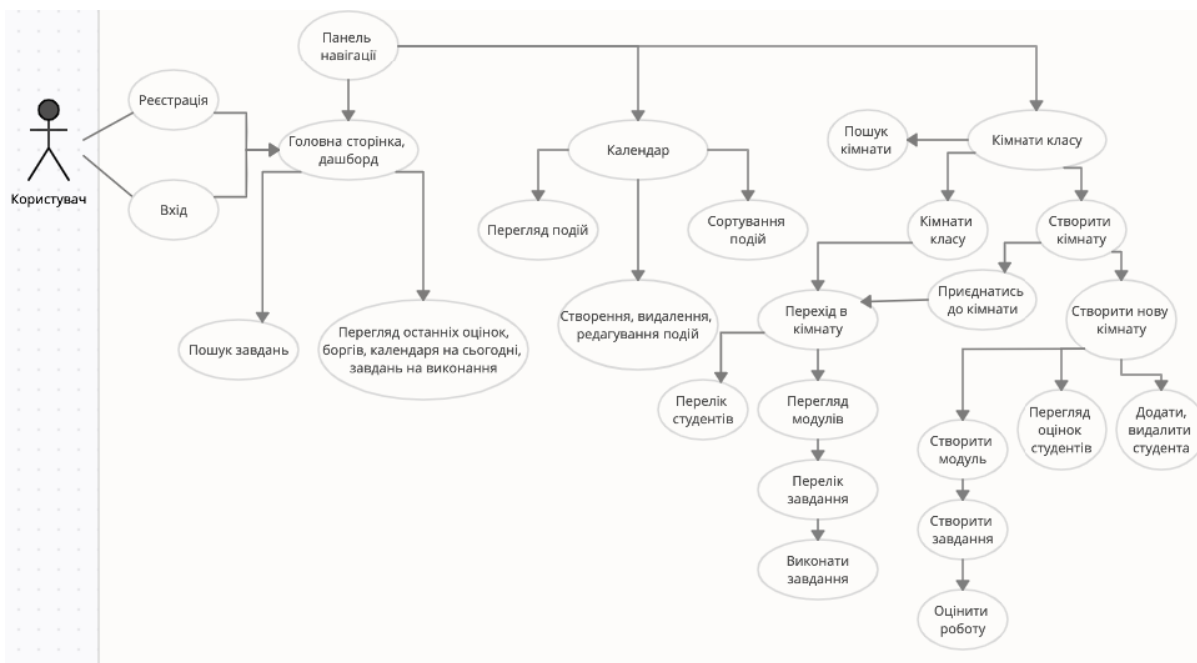 Панель
навігації
Реєстрація
Користувач
Вхід
Головна сторінка,
дашборд
Календар
Пошук
кімнати
Кімнати класу
Перегляд подій
Сортування
подій
Кімнати
класу
Створити
кімнату
Пошук завдань
Перегляд останніх оцінок,
боргів, календаря на сьогодні,
завдань на виконання
Створення, видалення,
редагування подій
Перехід в
кімнату
Приєднатись
до кімнати
Створити нову
кімнату
Перелік
студентів
Перегляд
модулів
Створити
модуль
Перегляд
оцінок
студентів
Додати,
видалити
студента
Перелік
завдання
Створити
завдання
Виконати
завдання
Оцінити
роботу